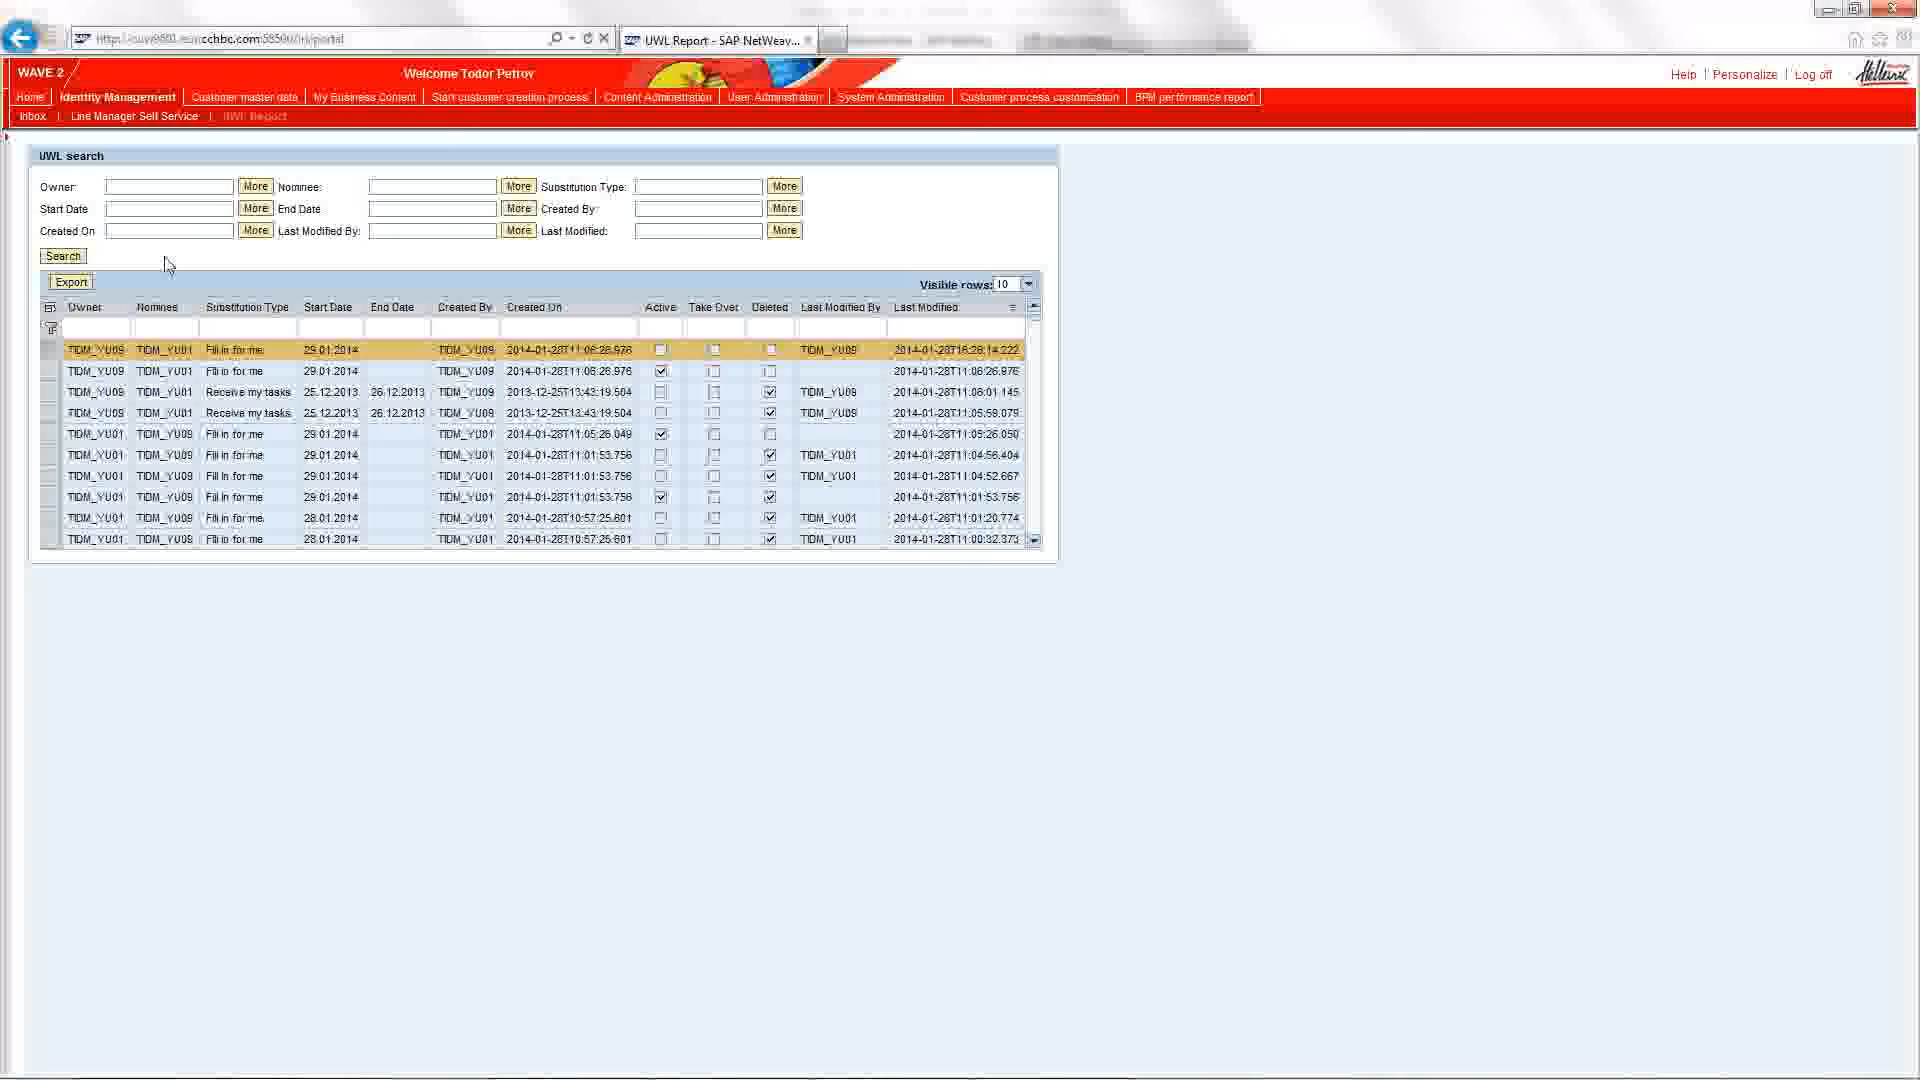 UWL Report - SAP NetWeav...
WAVE 2
Welcome Todor Petrov
Help | Personalize | Log off
Hellenic
Home Identity Management Customer master data My Business Content Start customer creation process Content Administration User Administration System Administration Customer process customization BPM performance report
Inbox | Line Manager Self Service | UWL Report
UWL search
Owner: More Nominee: More Substitution Type: More
Start Date More End Date More Created By: More
Created On More Last Modified By: More Last Modified: More
Search
Export Visible rows: 10
Owner Nominee Substitution Type Start Date End Date Created By Created On Active Take Over Deleted Last Modified By Last Modified
TIDM_YU09 TIDM_YU01 Fill in for me 29.01.2014 TIDM_YU09 2014-01-28T11:06:26.976 TIDM_YU09 2014-01-28T16:26:14.222
TIDM_YU09 TIDM_YU01 Fill in for me 29.01.2014 TIDM_YU09 2014-01-28T11:06:26.976 2014-01-28T11:06:26.976
TIDM_YU09 TIDM_YU01 Receive my tasks 25.12.2013 26.12.2013 TIDM_YU09 2013-12-25T13:43:19.504 TIDM_YU09 2014-01-28T11:06:01.145
TIDM_YU09 TIDM_YU01 Receive my tasks 25.12.2013 26.12.2013 TIDM_YU09 2013-12-25T13:43:19.504 TIDM_YU09 2014-01-28T11:05:59.079
TIDM_YU01 TIDM_YU09 Fill in for me 29.01.2014 TIDM_YU01 2014-01-28T11:05:26.049 2014-01-28T11:05:26.050
TIDM_YU01 TIDM_YU09 Fill in for me 29.01.2014 TIDM_YU01 2014-01-28T11:01:53.756 TIDM_YU01 2014-01-28T11:04:56.404
TIDM_YU01 TIDM_YU09 Fill in for me 29.01.2014 TIDM_YU01 2014-01-28T11:01:53.756 TIDM_YU01 2014-01-28T11:04:52.667
TIDM_YU01 TIDM_YU09 Fill in for me 29.01.2014 TIDM_YU01 2014-01-28T11:01:53.756 2014-01-28T11:01:53.756
TIDM_YU01 TIDM_YU09 Fill in for me 28.01.2014 TIDM_YU01 2014-01-28T10:57:25.601 TIDM_YU01 2014-01-28T11:01:20.774
TIDM_YU01 TIDM_YU09 Fill in for me 28.01.2014 TIDM_YU01 2014-01-28T10:57:25.601 TIDM_YU01 2014-01-28T11:00:32.373